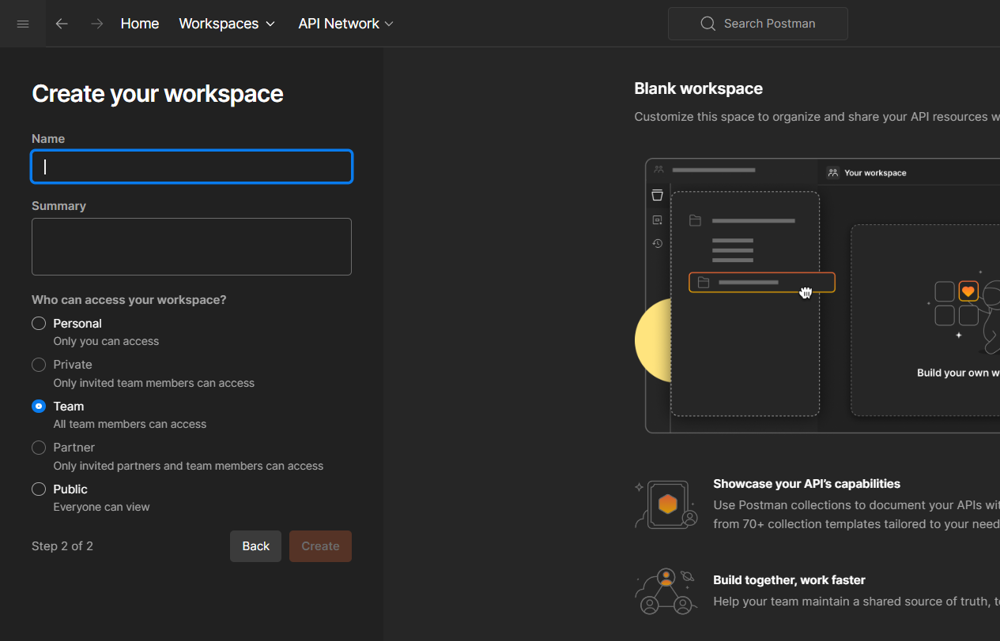 Home Workspaces API Network Search Postman
Create your workspace
Name
Summary
Who can access your workspace?
Personal
Only you can access
Private
Only invited team members can access
Team
All team members can access
Partner
Only invited partners and team members can access
Public
Everyone can view
Step 2 of 2 Back Create
Blank workspace
Customize this space to organize and share your API resources w
Your workspace
Build your own w
Showcase your API’s capabilities
Use Postman collections to document your APIs wit
from 70+ collection templates tailored to your need
Build together, work faster
Help your team maintain a shared source of truth, t